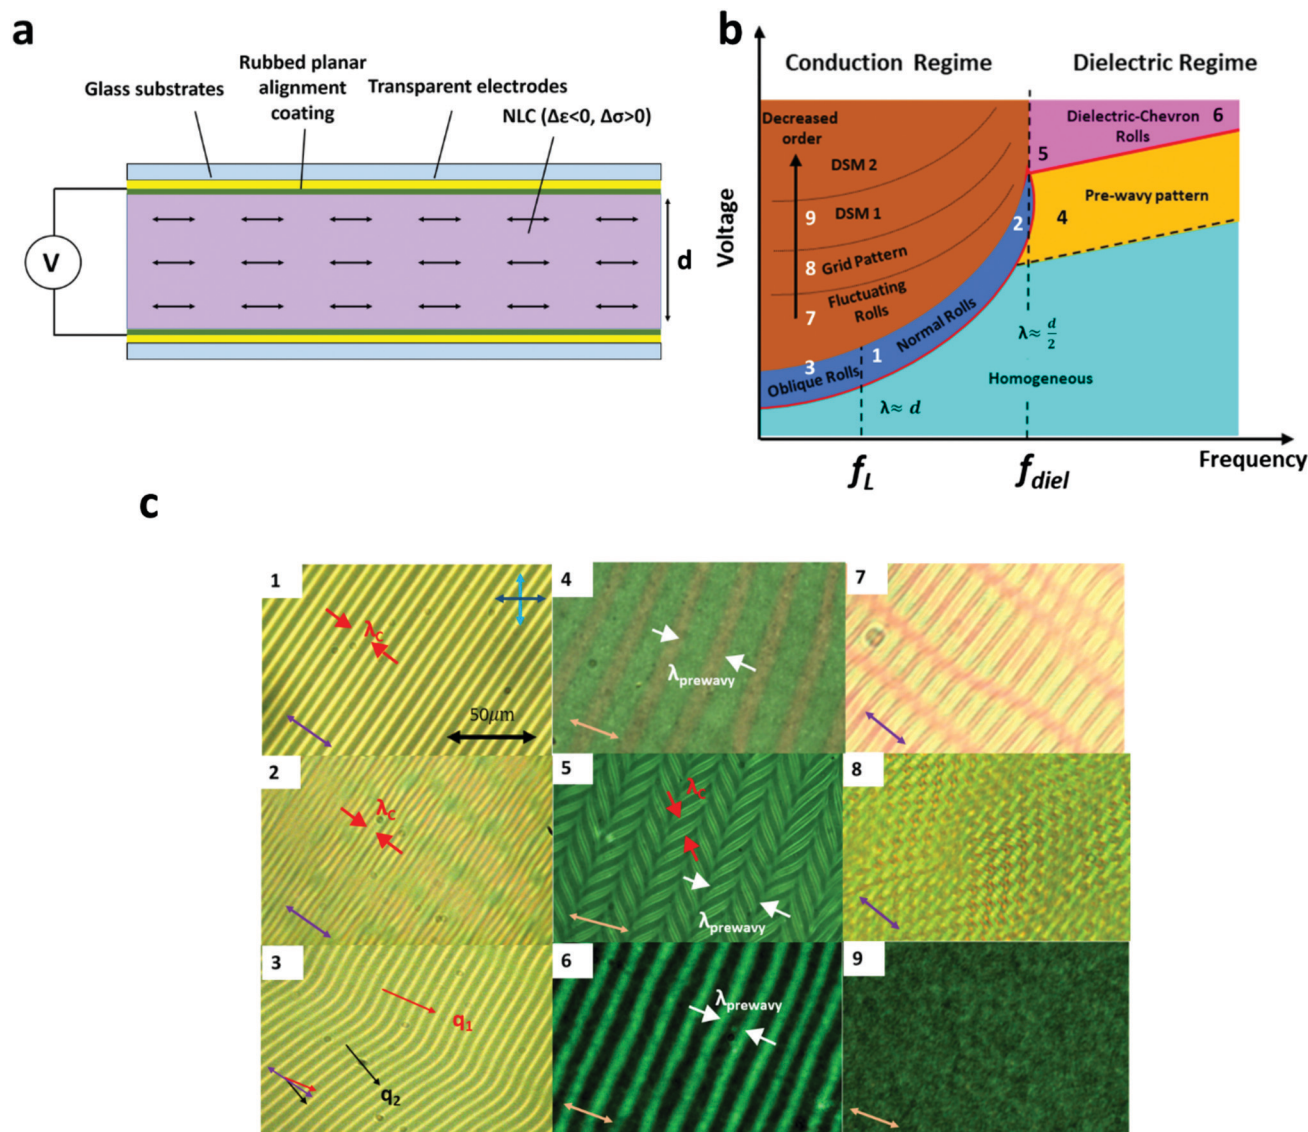 a
Glass substrates
Rubbed planar
alignment
coating
Transparent electrodes
NLC (Δε<0, Δσ>0)
V
d
b
Conduction Regime
Dielectric Regime
Voltage
Decreased
order
DSM 2
9
DSM 1
8
Grid Pattern
7
Fluctuating
Rolls
3
Oblique Rolls
1
Normal Rolls
2
Dielectric-Chevron
Rolls
6
5
4
Pre-wavy pattern
λ≈ d/2
Homogeneous
λ≈ d
f_L
f_diel
Frequency
c
1
λ_C
50μm
4
λ_prewavy
7
2
λ_C
5
λ_C
λ_prewavy
8
3
q_1
q_2
6
λ_prewavy
9